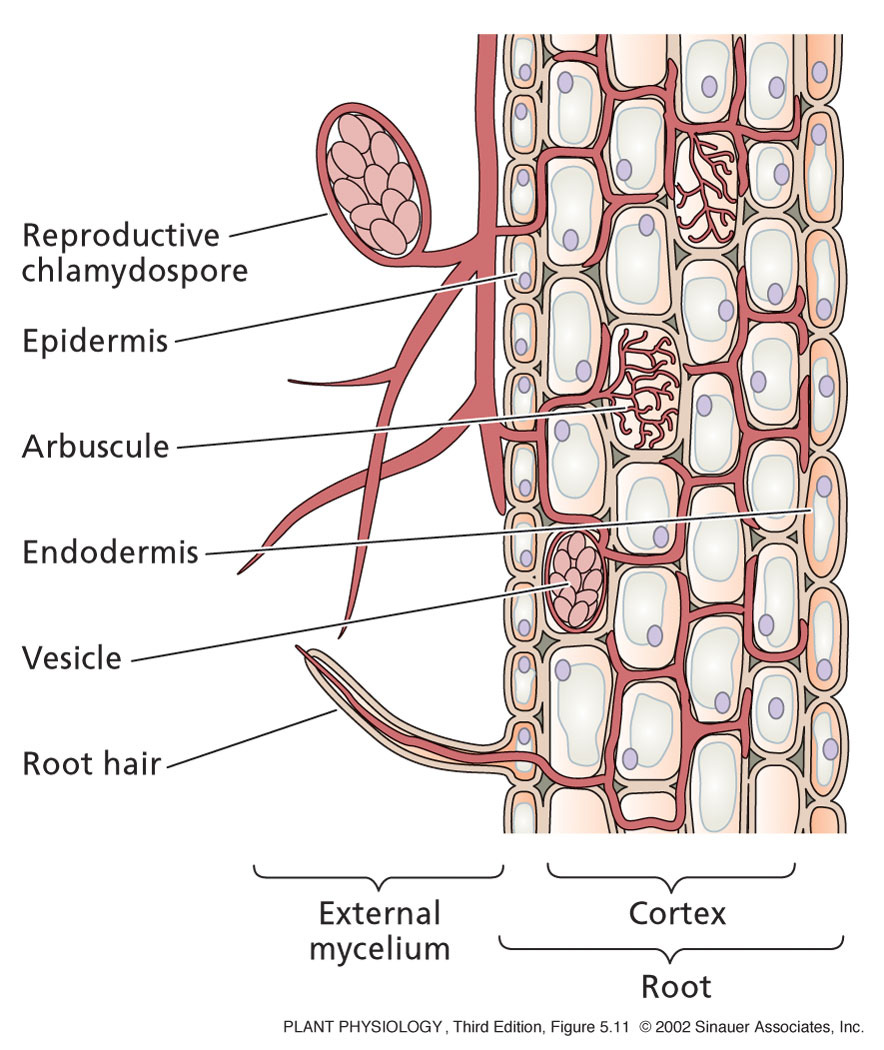 Reproductive
chlamydospore
Epidermis
Arbuscule
Endodermis
Vesicle
Root hair
External
mycelium
Cortex
Root
PLANT PHYSIOLOGY, Third Edition, Figure 5.11 © 2002 Sinauer Associates, Inc.